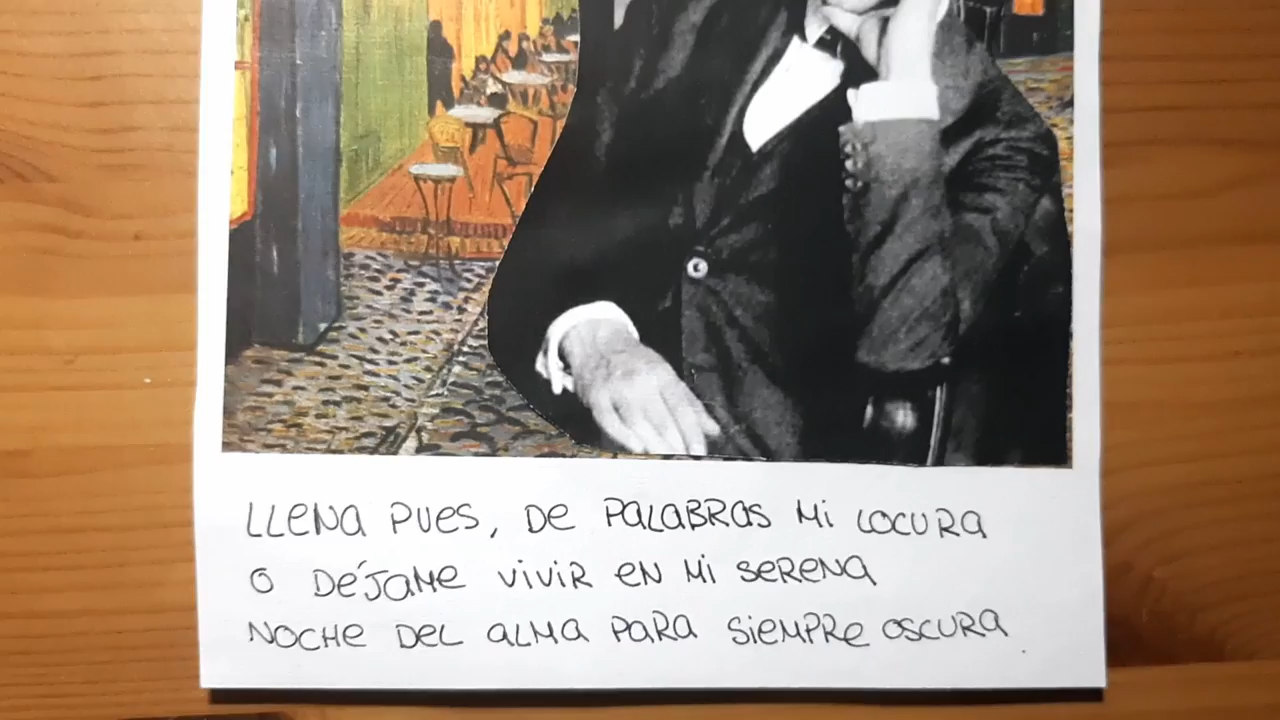 LLENA PUES, DE PALABRAS MI LOCURA
O DÉJAME VIVIR EN MI SERENA
NOCHE DEL ALMA PARA SIEMPRE OSCURA.